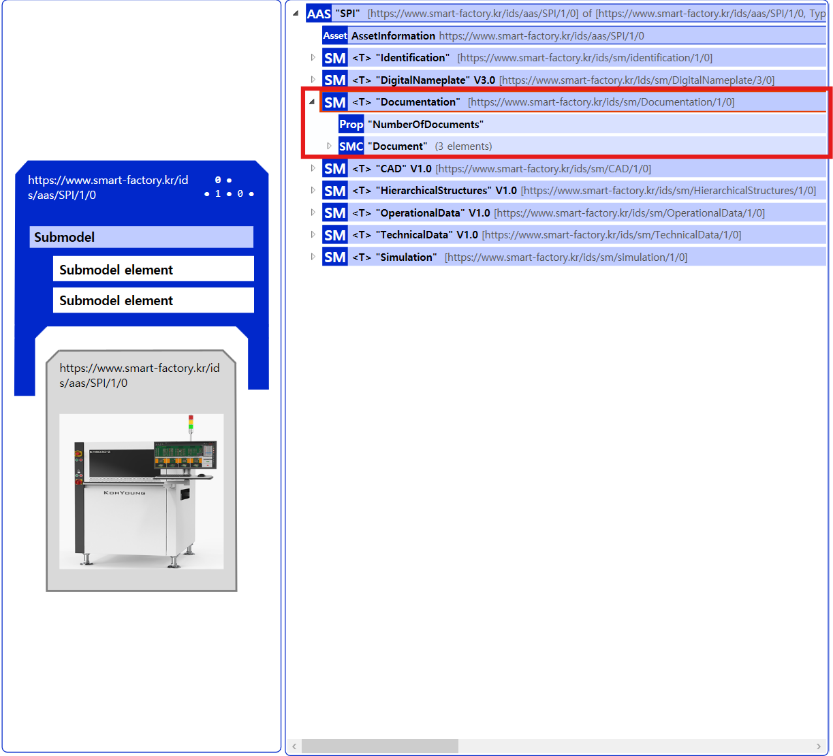 https://www.smart-factory.kr/id
s/aas/SPI/1/0
0 •
• 1 • 0 •
Submodel
Submodel element
Submodel element
https://www.smart-factory.kr/id
s/aas/SPI/1/0
KOHYOUNG
AAS "SPI" [https://www.smart-factory.kr/ids/aas/SPI/1/0] of [https://www.smart-factory.kr/ids/aas/SPI/1/0, Typ
Asset AssetInformation https://www.smart-factory.kr/ids/aas/SPI/1/0
SM <T> "Identification" [https://www.smart-factory.kr/ids/sm/identification/1/0]
SM <T> "DigitalNameplate" V3.0 [https://www.smart-factory.kr/ids/sm/DigitalNameplate/3/0]
SM <T> "Documentation" [https://www.smart-factory.kr/ids/sm/Documentation/1/0]
Prop "NumberOfDocuments"
SMC "Document" (3 elements)
SM <T> "CAD" V1.0 [https://www.smart-factory.kr/ids/sm/CAD/1/0]
SM <T> "HierarchicalStructures" V1.0 [https://www.smart-factory.kr/ids/sm/HierarchicalStructures/1/0]
SM <T> "OperationalData" V1.0 [https://www.smart-factory.kr/ids/sm/OperationalData/1/0]
SM <T> "TechnicalData" V1.0 [https://www.smart-factory.kr/ids/sm/TechnicalData/1/0]
SM <T> "Simulation" [https://www.smart-factory.kr/ids/sm/simulation/1/0]